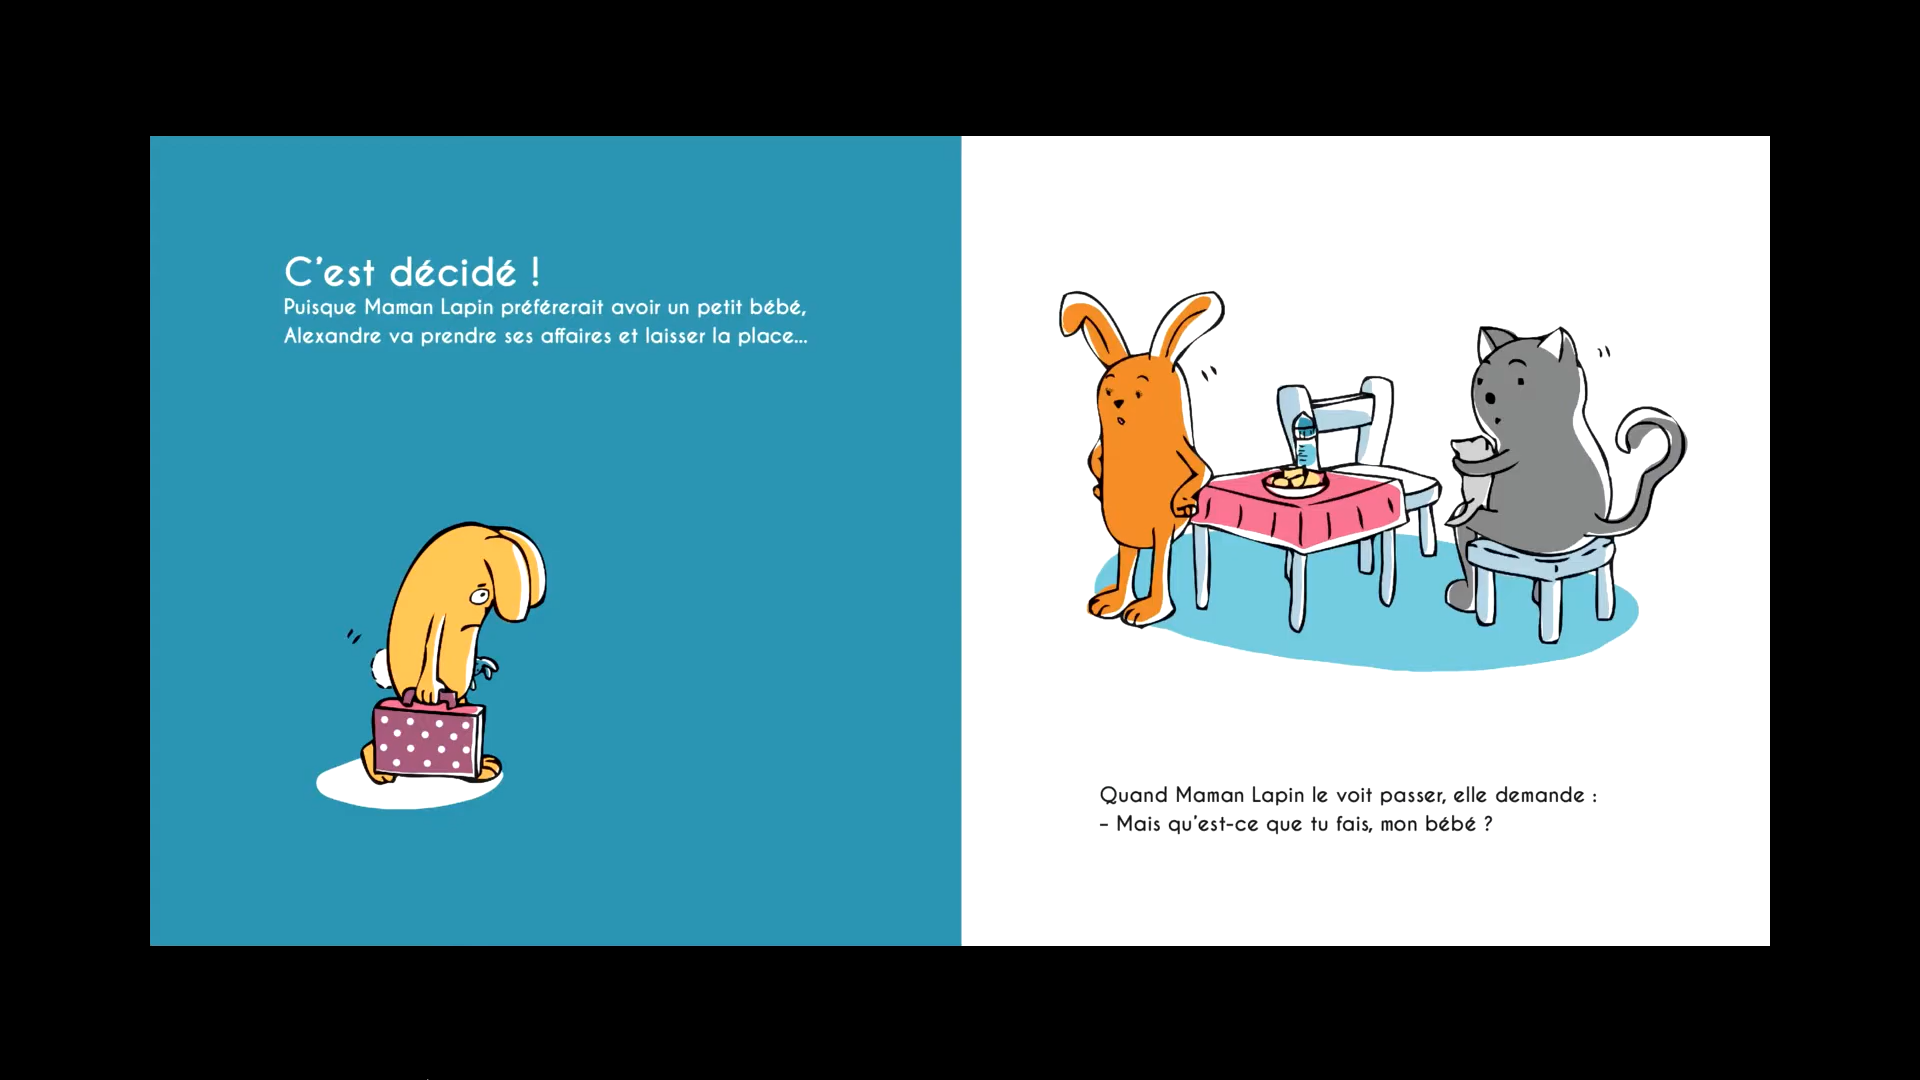 C'est décidé !
Puisque Maman Lapin préférerait avoir un petit bébé,
Alexandre va prendre ses affaires et laisser la place...
Quand Maman Lapin le voit passer, elle demande :
– Mais qu'est-ce que tu fais, mon bébé ?